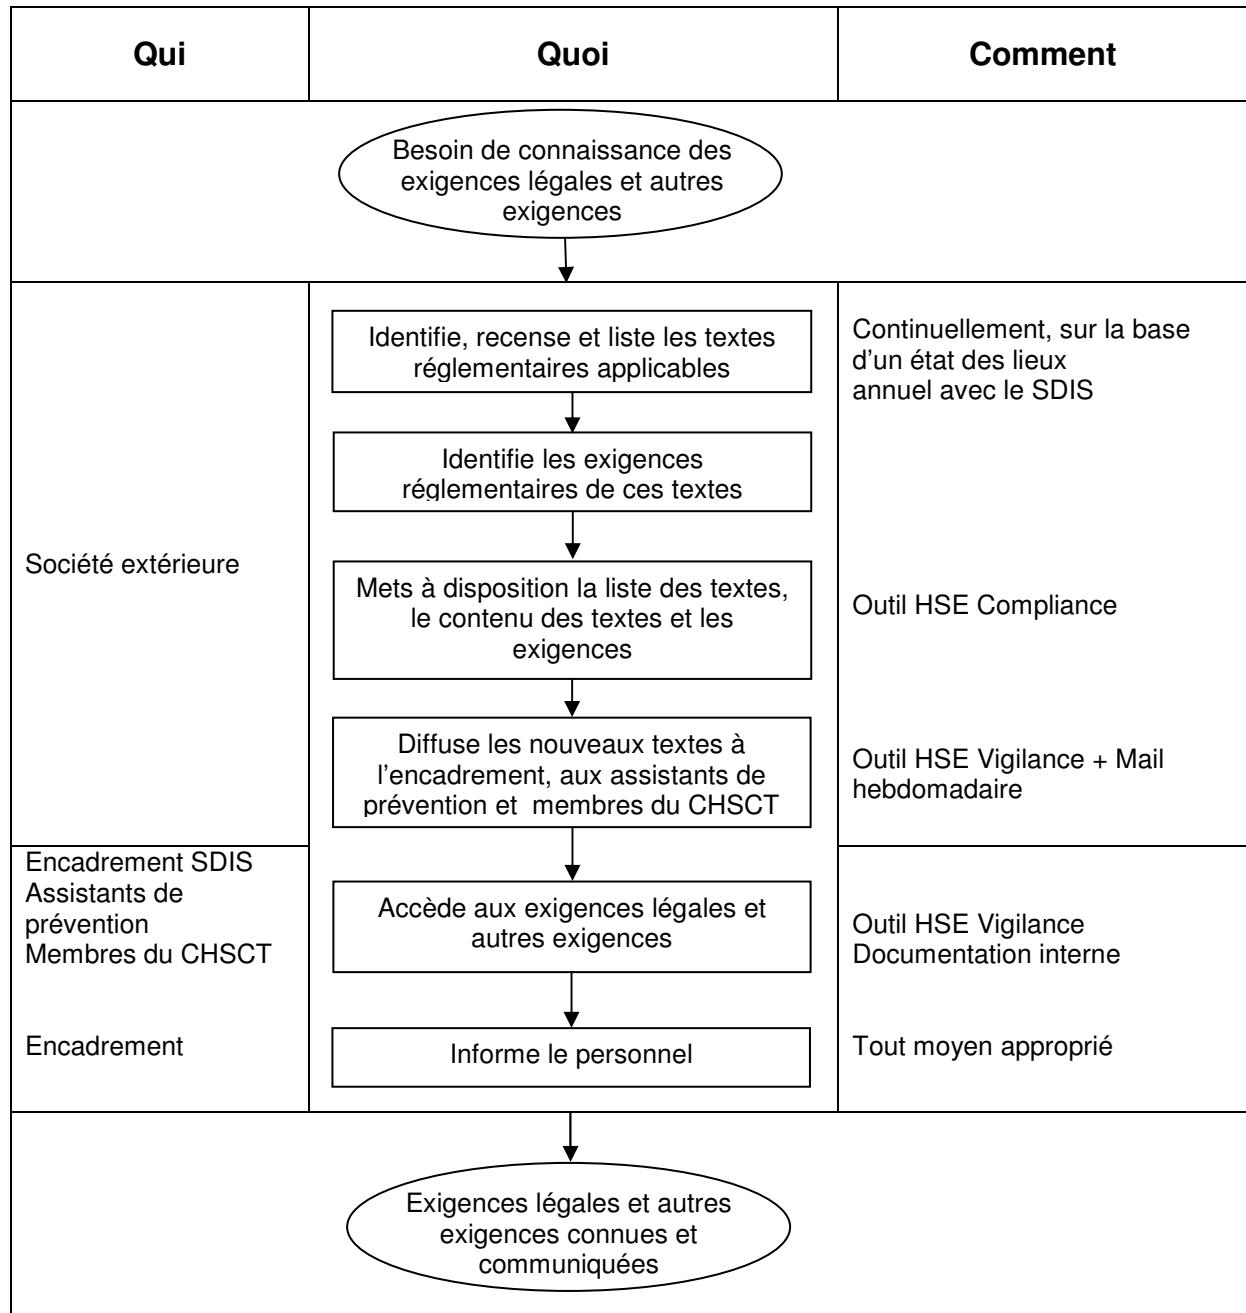 Qui
Quoi
Comment
Besoin de connaissance des
exigences légales et autres
exigences
Identifie, recense et liste les textes
réglementaires applicables
Continuellement, sur la base
d'un état des lieux
annuel avec le SDIS
Identifie les exigences
réglementaires de ces textes
Société extérieure
Mets à disposition la liste des textes,
le contenu des textes et les
exigences
Outil HSE Compliance
Diffuse les nouveaux textes à
l'encadrement, aux assistants de
prévention et  membres du CHSCT
Outil HSE Vigilance + Mail
hebdomadaire
Encadrement SDIS
Assistants de
prévention
Membres du CHSCT
Accède aux exigences légales et
autres exigences
Outil HSE Vigilance
Documentation interne
Encadrement
Informe le personnel
Tout moyen approprié
Exigences légales et autres
exigences connues et
communiquées